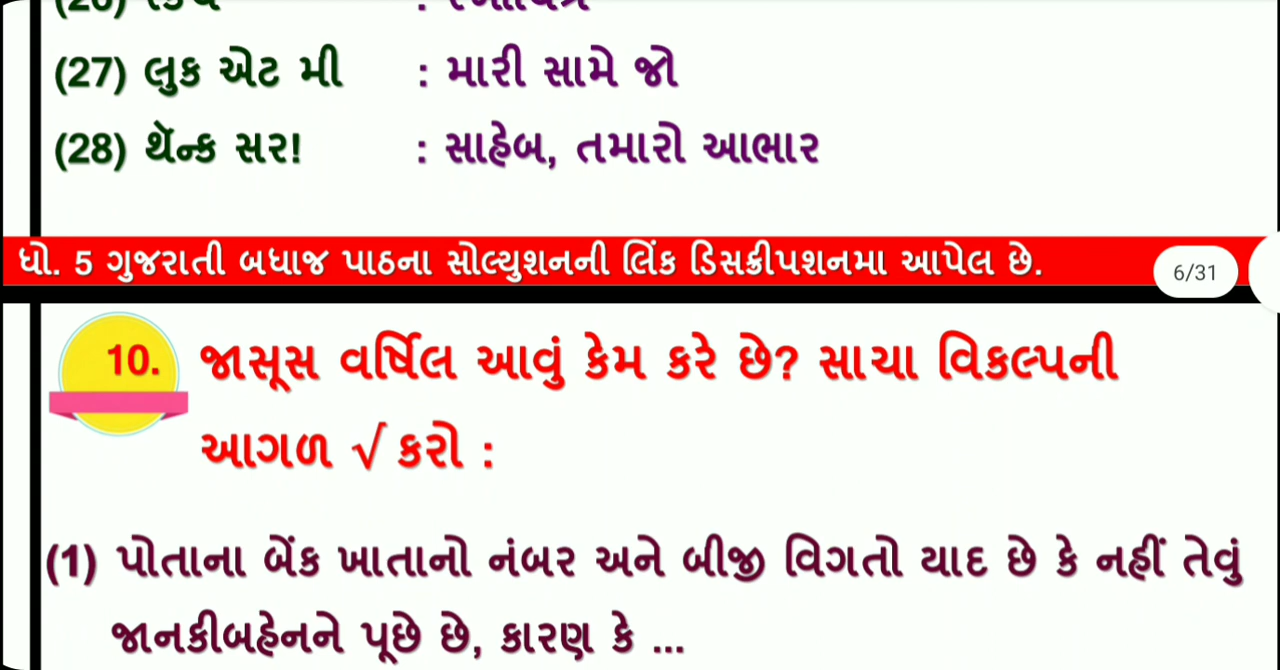 (27) લુક એટ મી : મારી સામે જો
(28) થૅન્ક સર! : સાહેબ, તમારો આભાર
ધો. 5 ગુજરાતી બધાજ પાઠના સોલ્યુશનની લિંક ડિસક્રીપશનમા આપેલ છે.
6/31
10. જાસૂસ વર્ષિલ આવું કેમ કરે છે? સાચા વિકલ્પની
આગળ √ કરો :
(1) પોતાના બેંક ખાતાનો નંબર અને બીજી વિગતો યાદ છે કે નહીં તેવું
જાનકીબહેનને પૂછે છે, કારણ કે ...